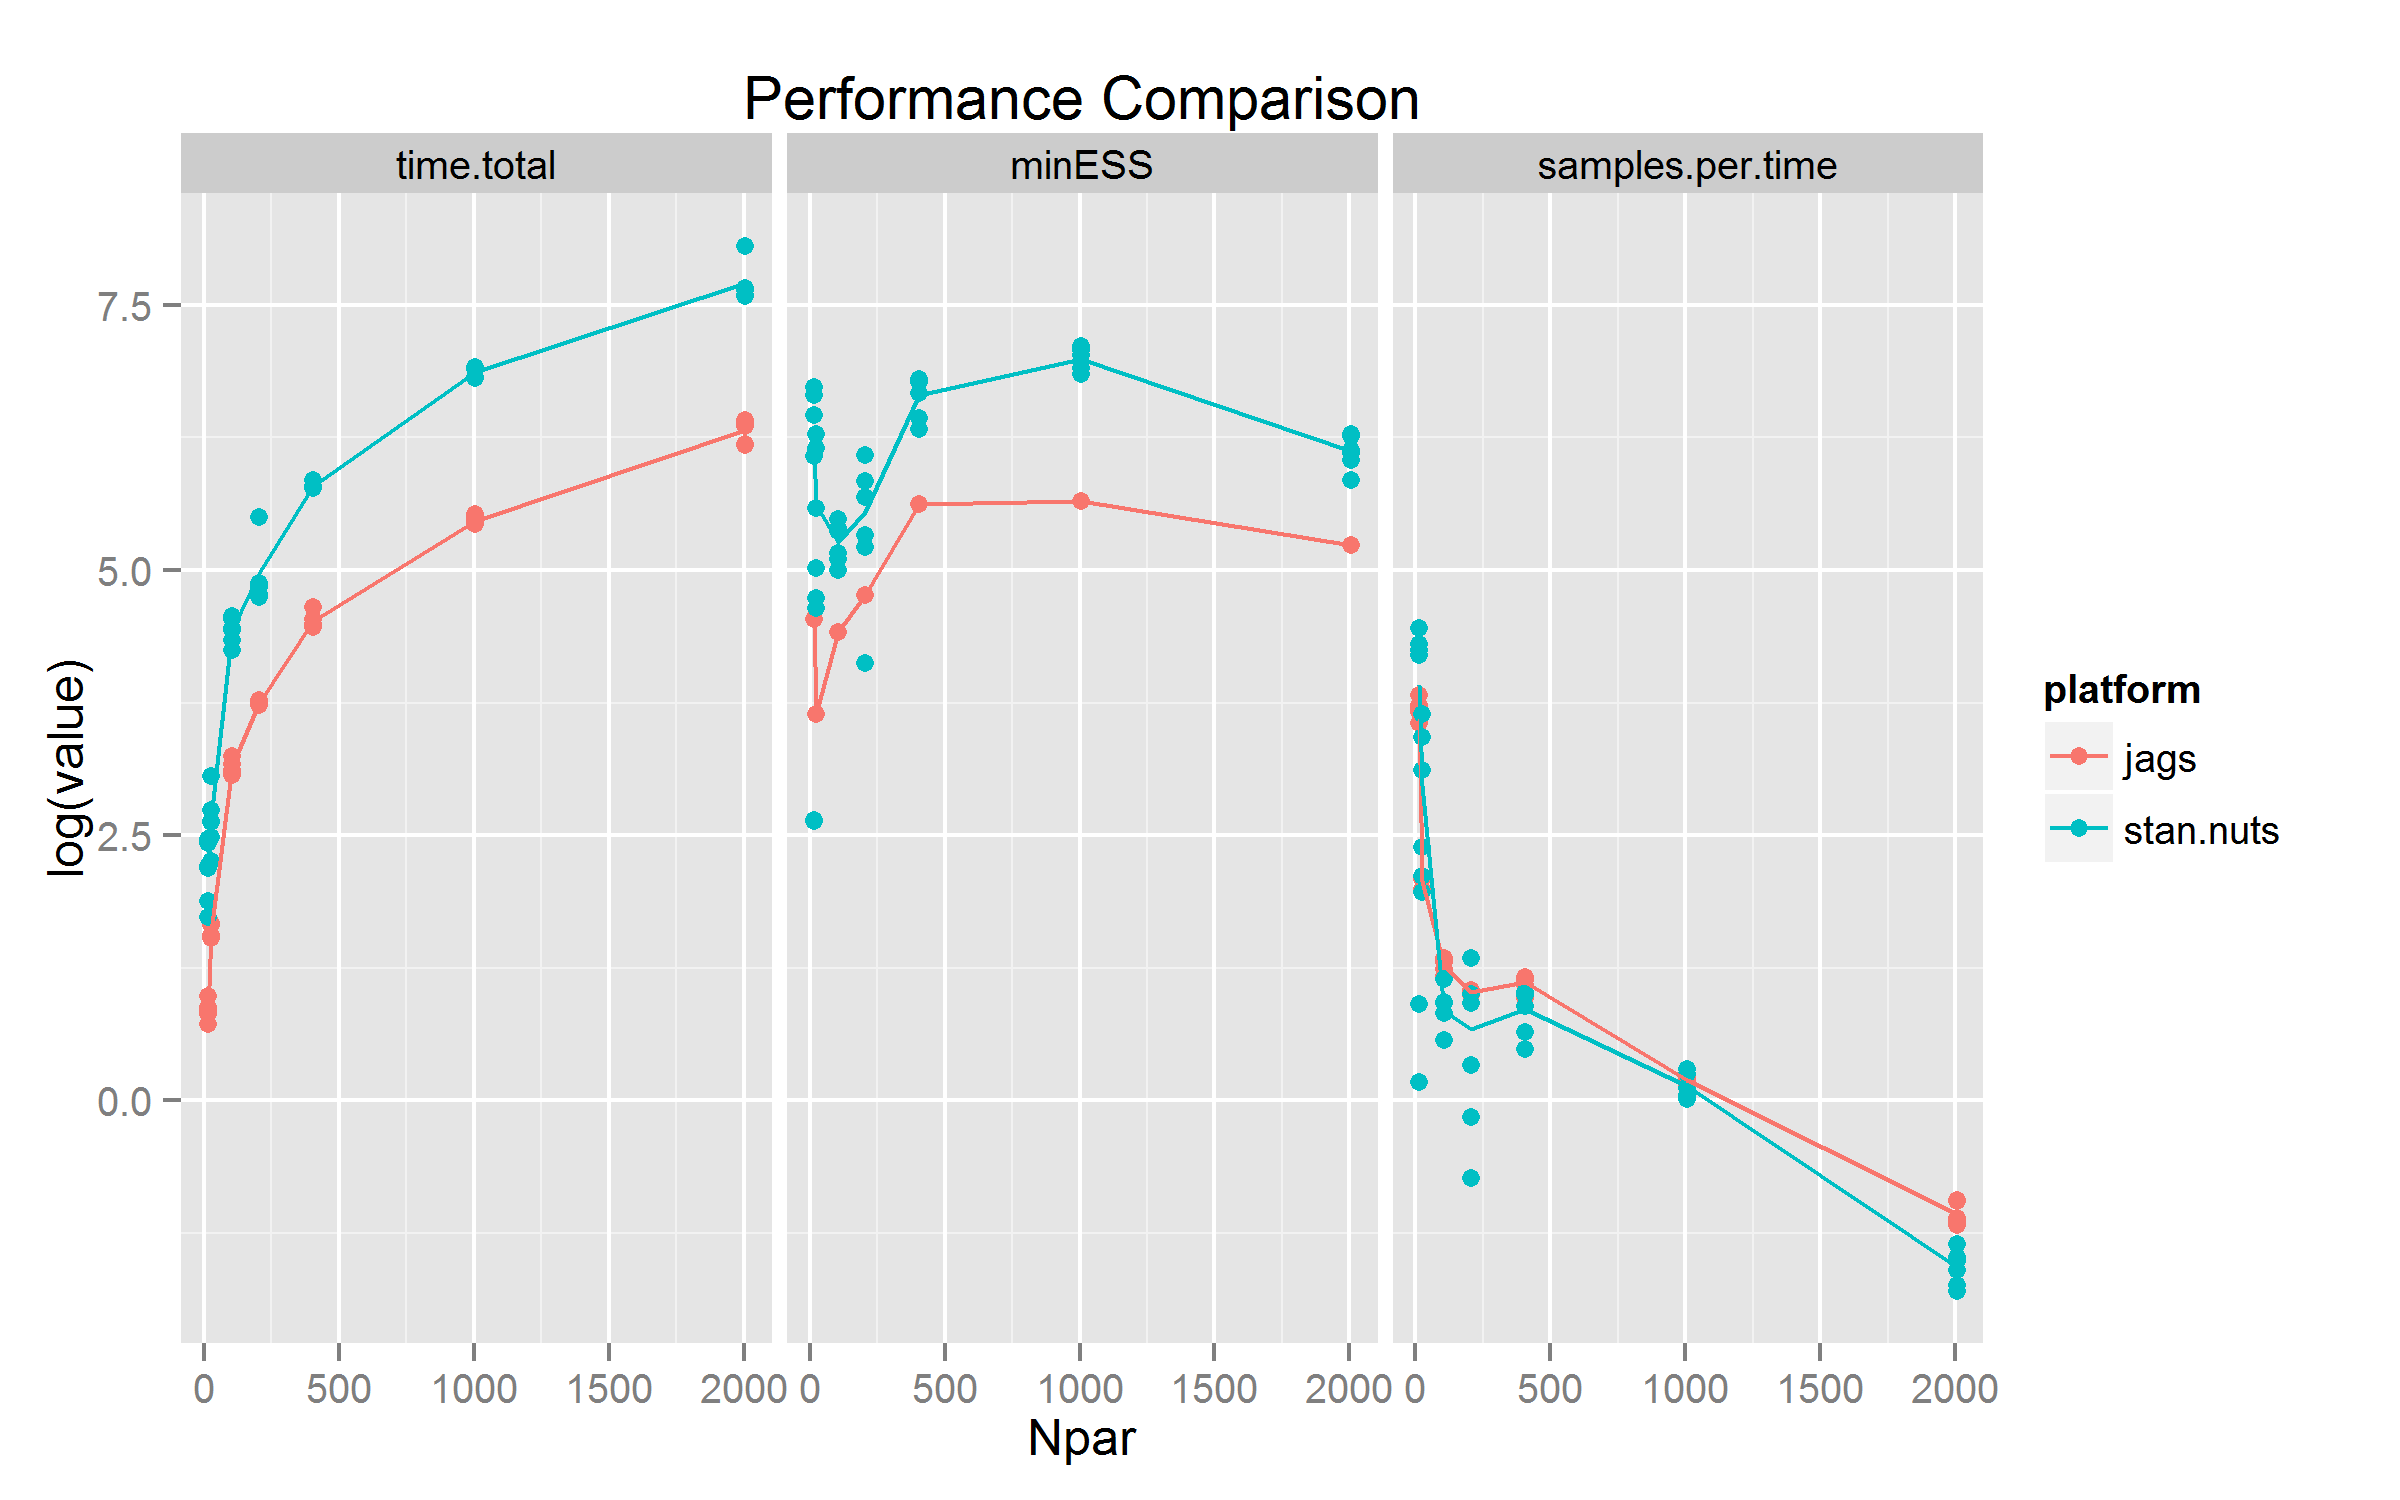 Performance Comparison
time.total minESS samples.per.time
log(value)
7.5
5.0
2.5
0.0
0 500 1000 1500 2000 0 500 1000 1500 2000 0 500 1000 1500 2000
Npar
platform
jags
stan.nuts